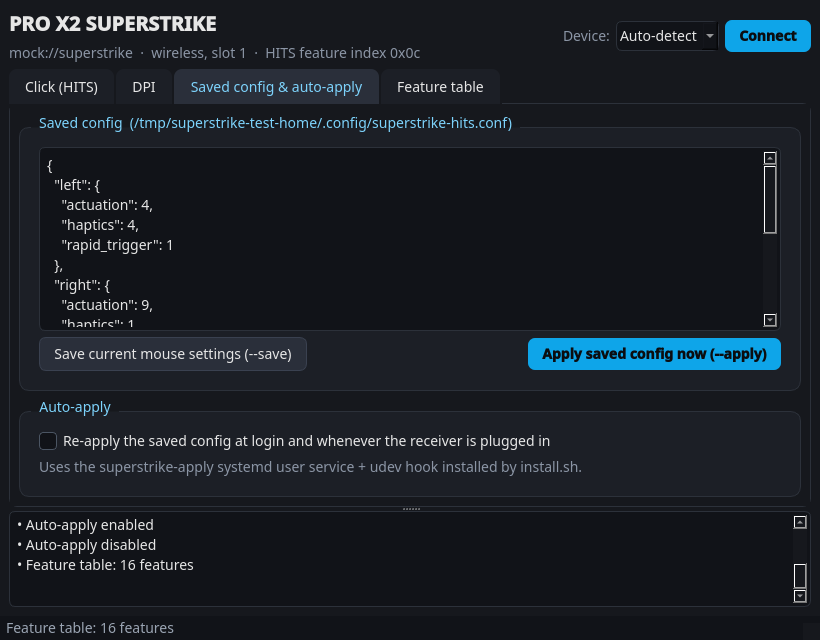 PRO X2 SUPERSTRIKE
mock://superstrike · wireless, slot 1 · HITS feature index 0x0c
Device: Auto-detect Connect
Click (HITS) DPI Saved config & auto-apply Feature table
Saved config (/tmp/superstrike-test-home/.config/superstrike-hits.conf)
{
"left": {
"actuation": 4,
"haptics": 4,
"rapid_trigger": 1
},
"right": {
"actuation": 9,
"haptics": 1
Save current mouse settings (--save) Apply saved config now (--apply)
Auto-apply
Re-apply the saved config at login and whenever the receiver is plugged in
Uses the superstrike-apply systemd user service + udev hook installed by install.sh.
• Auto-apply enabled
• Auto-apply disabled
• Feature table: 16 features
Feature table: 16 features